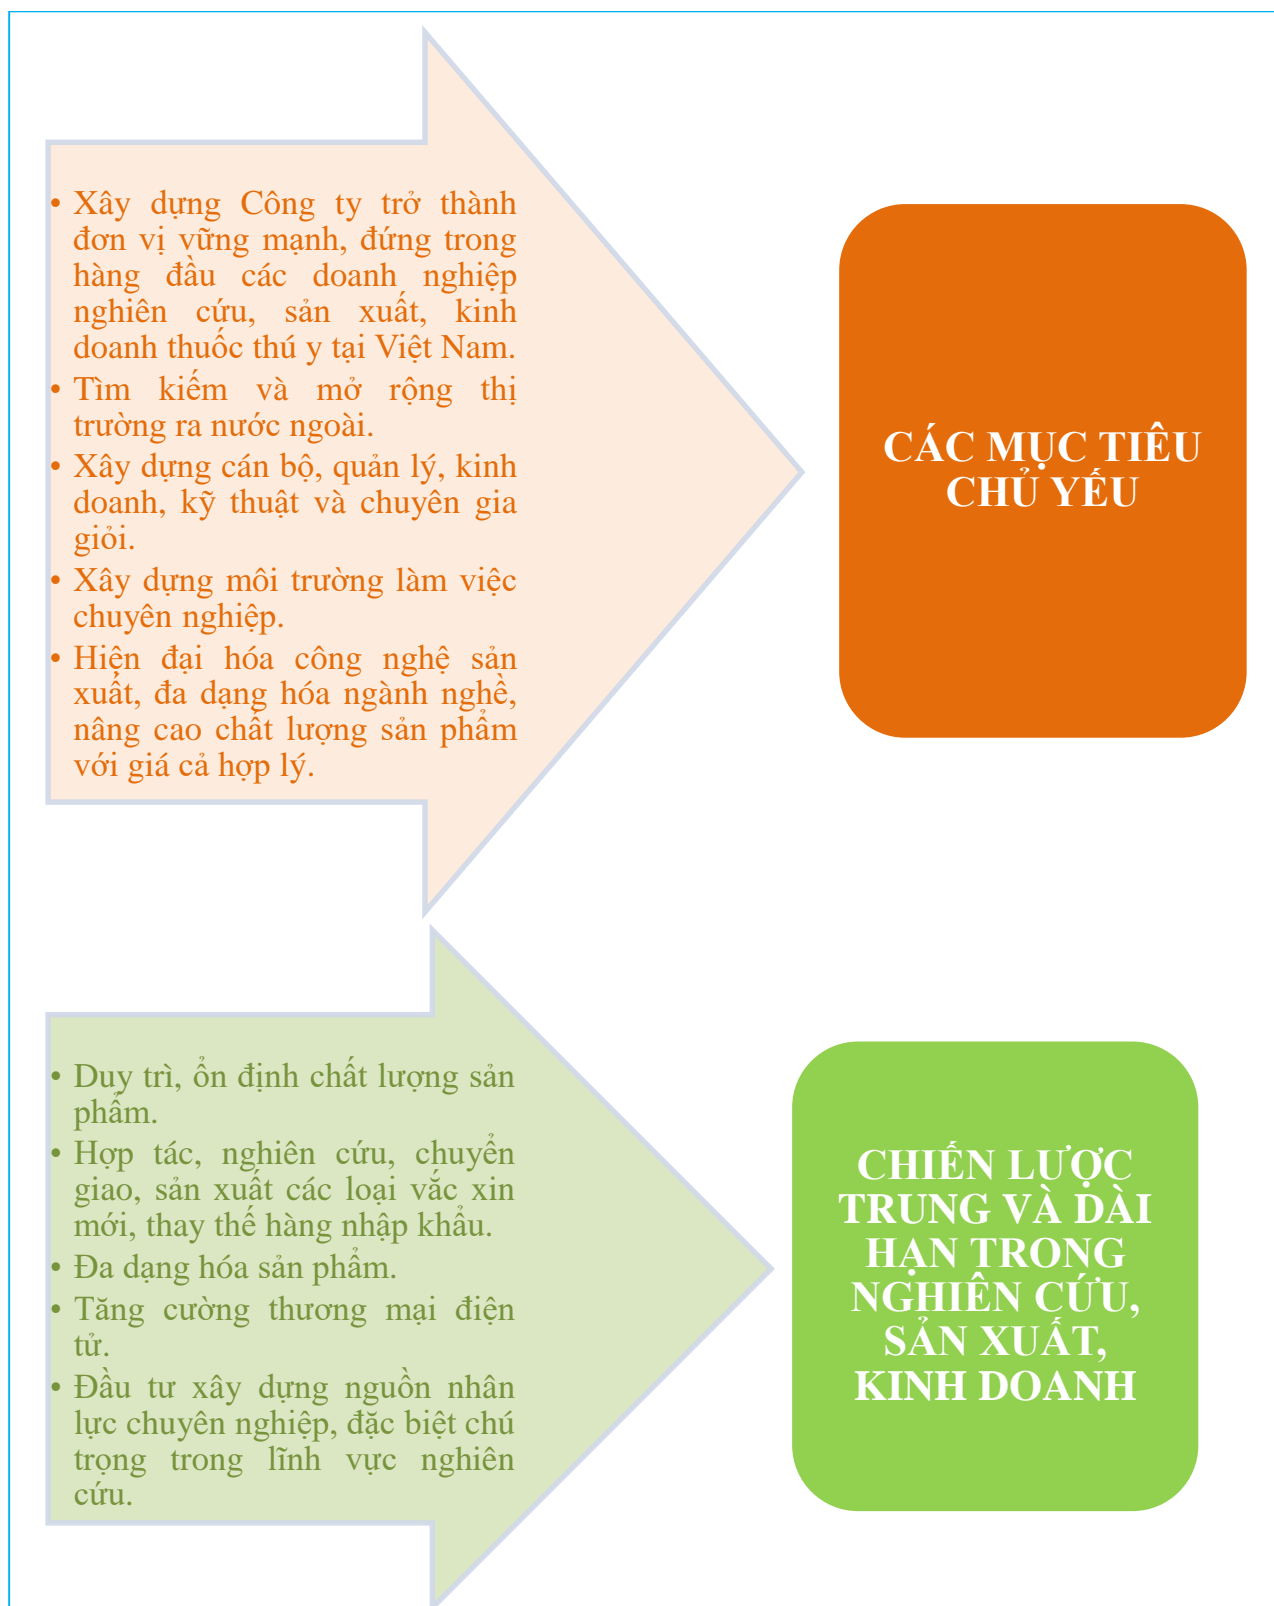 • Xây dựng Công ty trở thành
đơn vị vững mạnh, đứng trong
hàng đầu các doanh nghiệp
nghiên cứu, sản xuất, kinh
doanh thuốc thú y tại Việt Nam.
• Tìm kiếm và mở rộng thị
trường ra nước ngoài.
• Xây dựng cán bộ, quản lý, kinh
doanh, kỹ thuật và chuyên gia
giỏi.
• Xây dựng môi trường làm việc
chuyên nghiệp.
• Hiện đại hóa công nghệ sản
xuất, đa dạng hóa ngành nghề,
nâng cao chất lượng sản phẩm
với giá cả hợp lý.
CÁC MỤC TIÊU
CHỦ YẾU
• Duy trì, ổn định chất lượng sản
phẩm.
• Hợp tác, nghiên cứu, chuyển
giao, sản xuất các loại vắc xin
mới, thay thế hàng nhập khẩu.
• Đa dạng hóa sản phẩm.
• Tăng cường thương mại điện
tử.
• Đầu tư xây dựng nguồn nhân
lực chuyên nghiệp, đặc biệt chú
trọng trong lĩnh vực nghiên
cứu.
CHIẾN LƯỢC
TRUNG VÀ DÀI
HẠN TRONG
NGHIÊN CỨU,
SẢN XUẤT,
KINH DOANH